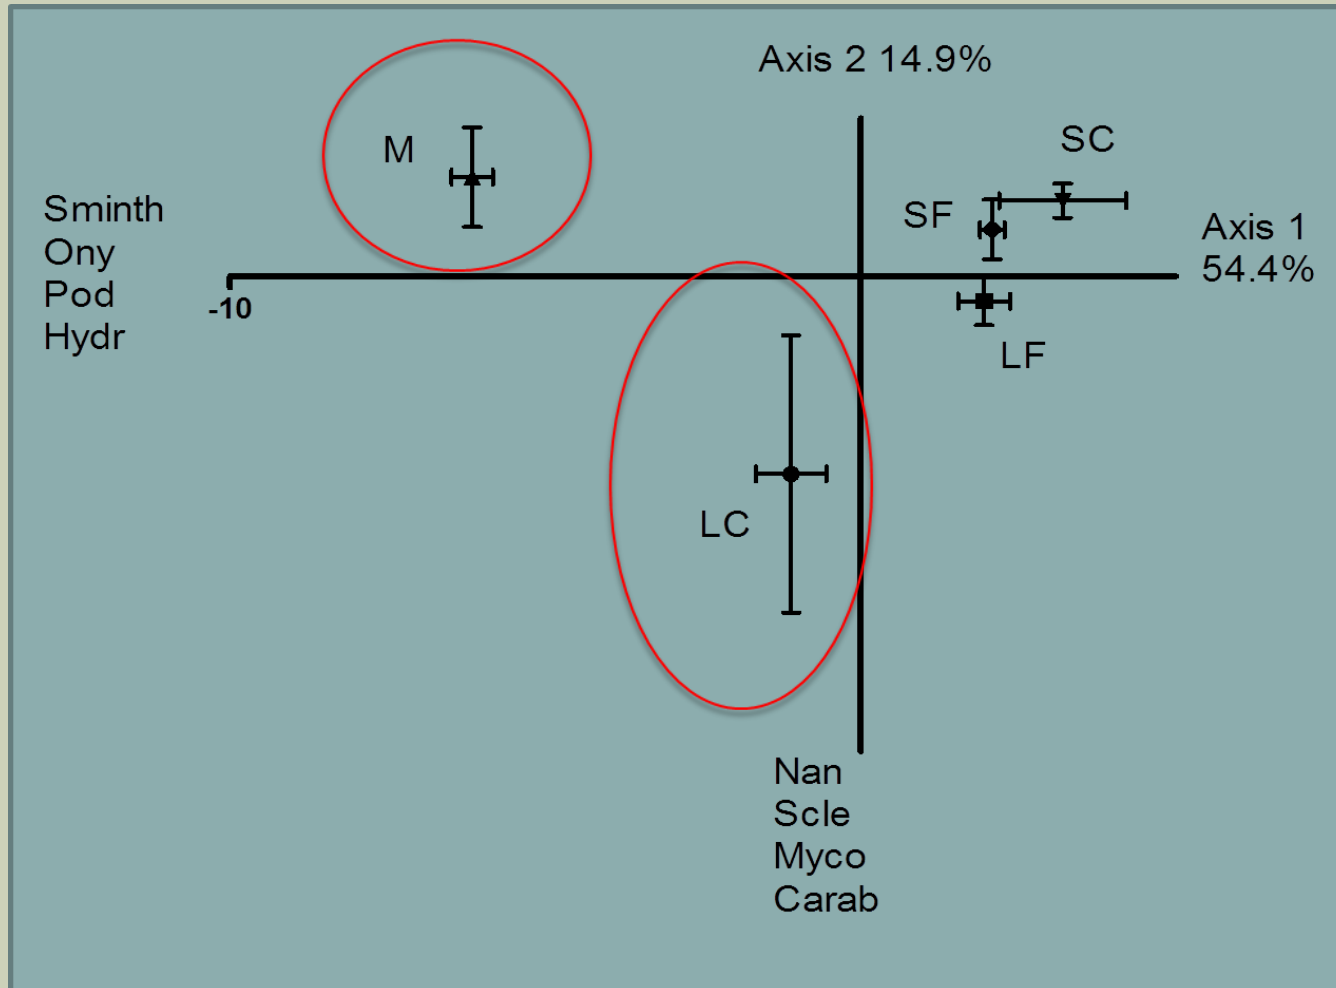 Axis 2 14.9%
M
SC
SF
Sminth
Ony
Pod
Hydr
Axis 1
54.4%
-10
LF
LC
Nan
Scle
Myco
Carab